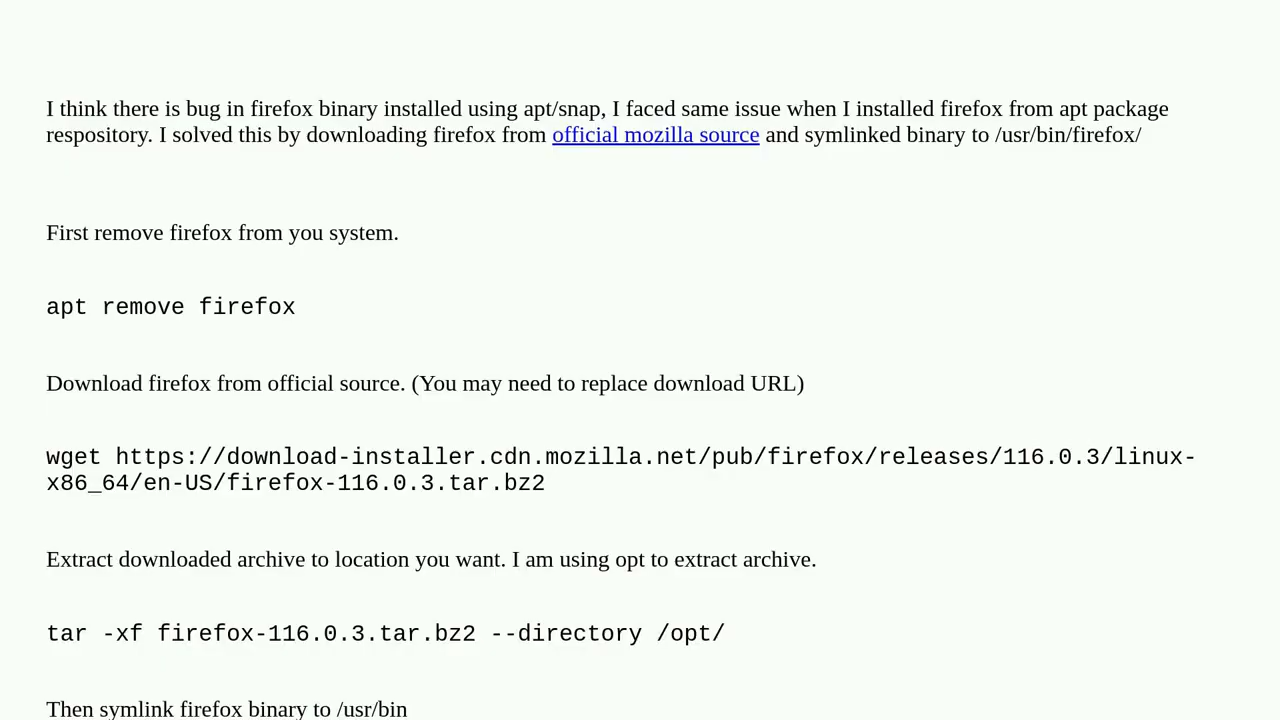 I think there is bug in firefox binary installed using apt/snap, I faced same issue when I installed firefox from apt package
respository. I solved this by downloading firefox from official mozilla source and symlinked binary to /usr/bin/firefox/
First remove firefox from you system.
apt remove firefox
Download firefox from official source. (You may need to replace download URL)
wget https://download-installer.cdn.mozilla.net/pub/firefox/releases/116.0.3/linux-
x86_64/en-US/firefox-116.0.3.tar.bz2
Extract downloaded archive to location you want. I am using opt to extract archive.
tar -xf firefox-116.0.3.tar.bz2 --directory /opt/
Then symlink firefox binary to /usr/bin